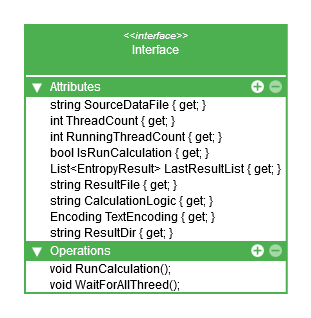 <<interface>>
Interface
Attributes
string SourceDataFile { get; }
int ThreadCount { get; }
int RunningThreadCount { get; }
bool IsRunCalculation { get; }
List<EntropyResult> LastResultList { get; }
string ResultFile { get; }
string CalculationLogic { get; }
Encoding TextEncoding { get; }
string ResultDir { get; }
Operations
void RunCalculation();
void WaitForAllThreed();